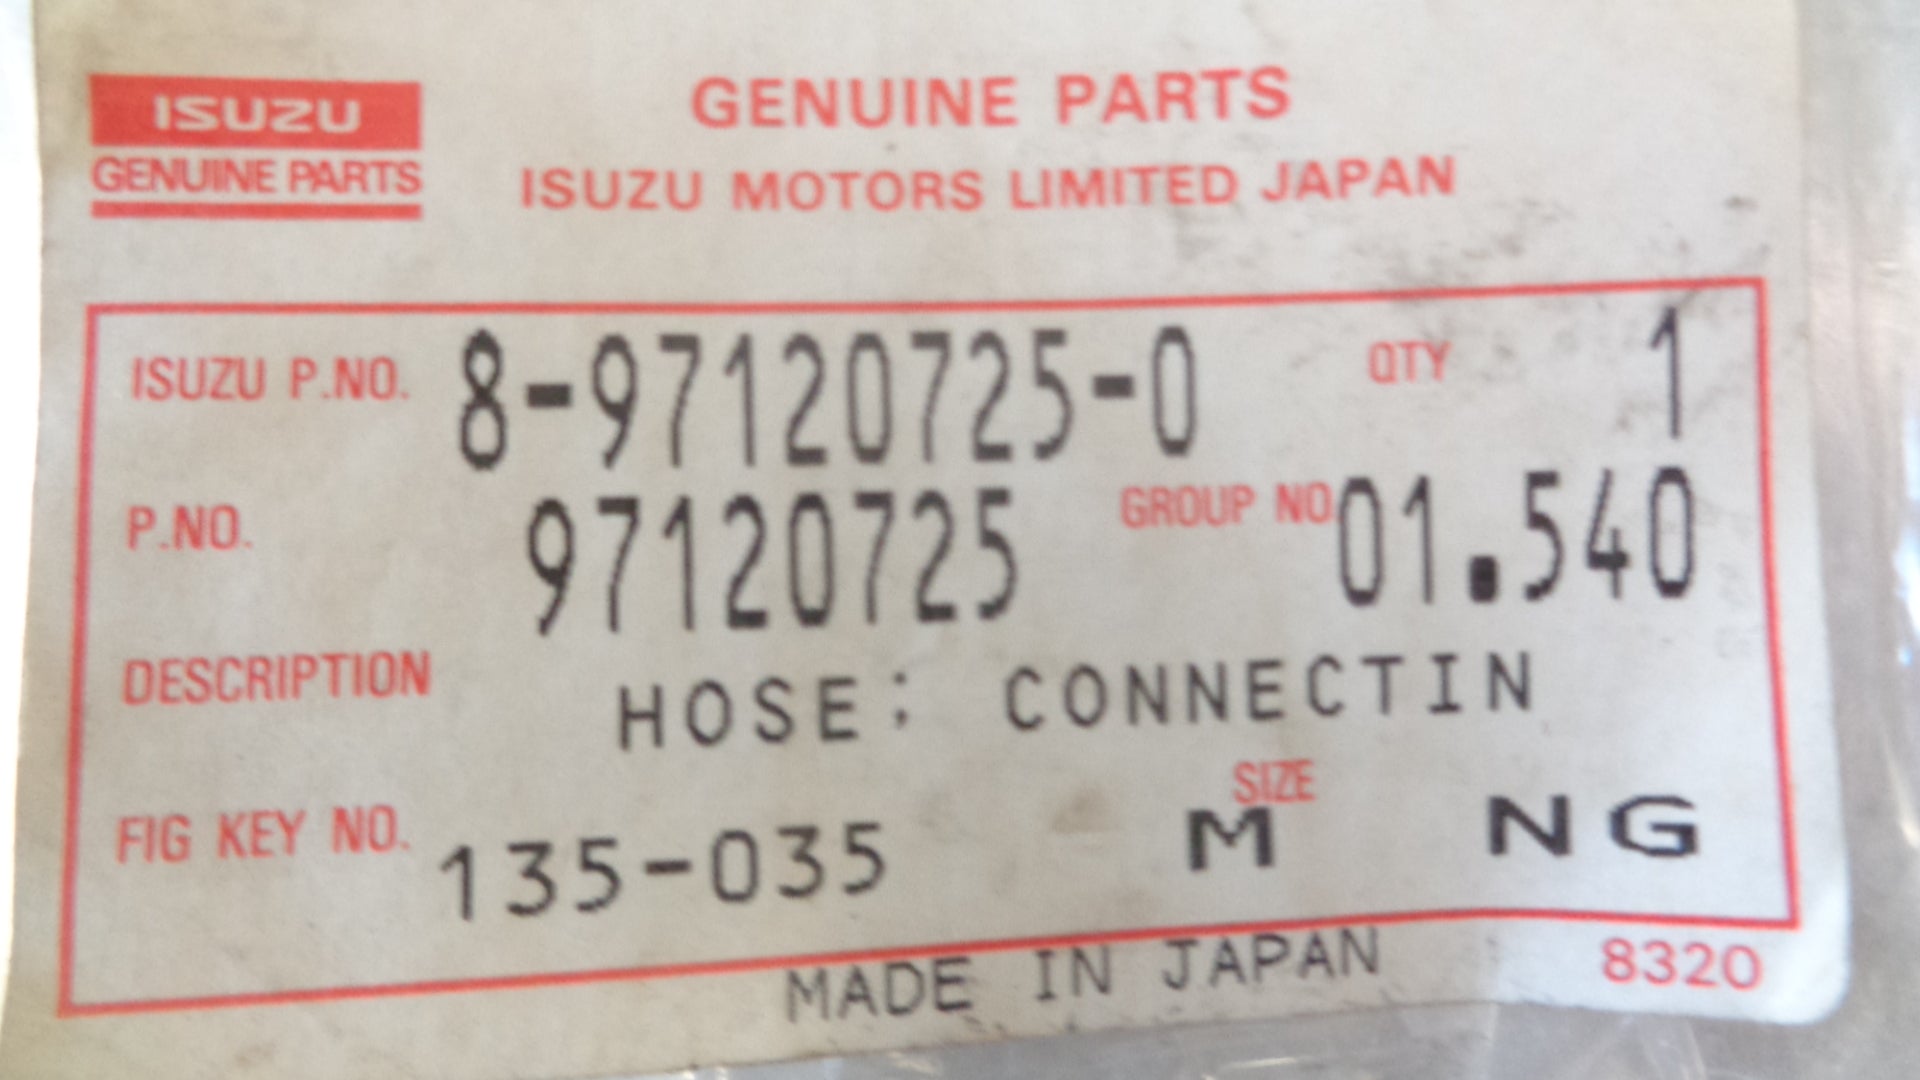 ISUZU
GENUINE PARTS
GENUINE PARTS
ISUZU MOTORS LIMITED JAPAN
ISUZU P.NO. 8-97120725-0 QTY 1
P.NO. 97120725 GROUP NO. 01.540
DESCRIPTION HOSE; CONNECTIN
FIG KEY NO. 135-035 SIZE M NG
MADE IN JAPAN 8320